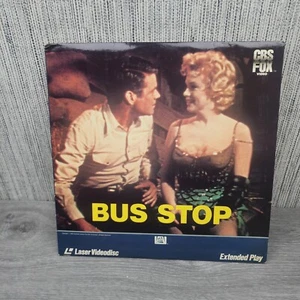 CBS
FOX
VIDEO
BUS STOP
LaserVideodisc
Extended Play